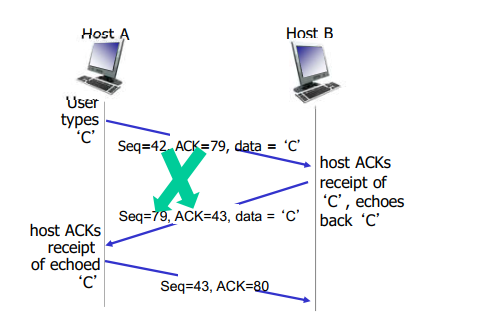 Host A
Host B
User
types
‘C’
Seq=42, ACK=79, data = ‘C’
host ACKs
receipt of
‘C’, echoes
back ‘C’
Seq=79, ACK=43, data = ‘C’
host ACKs
receipt
of echoed
‘C’
Seq=43, ACK=80